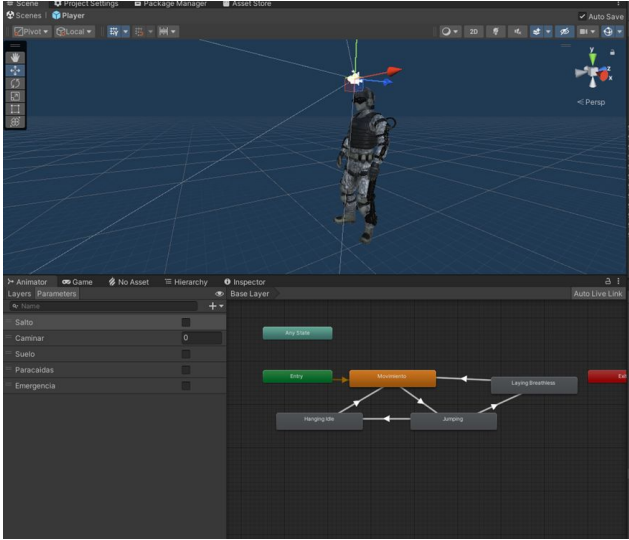 Scene Project Settings Package Manager Asset Store
Scenes Player
Auto Save
Pivot Local 2D
y
z
x
Persp
Animator Game No Asset Hierarchy Inspector
Layers Parameters Base Layer Auto Live Link
Name
Salto
Caminar 0
Suelo
Paracaidas
Emergencia
Any State
Entry
Movements
Laying Breathless
Exit
Hanging Idle
Jumping